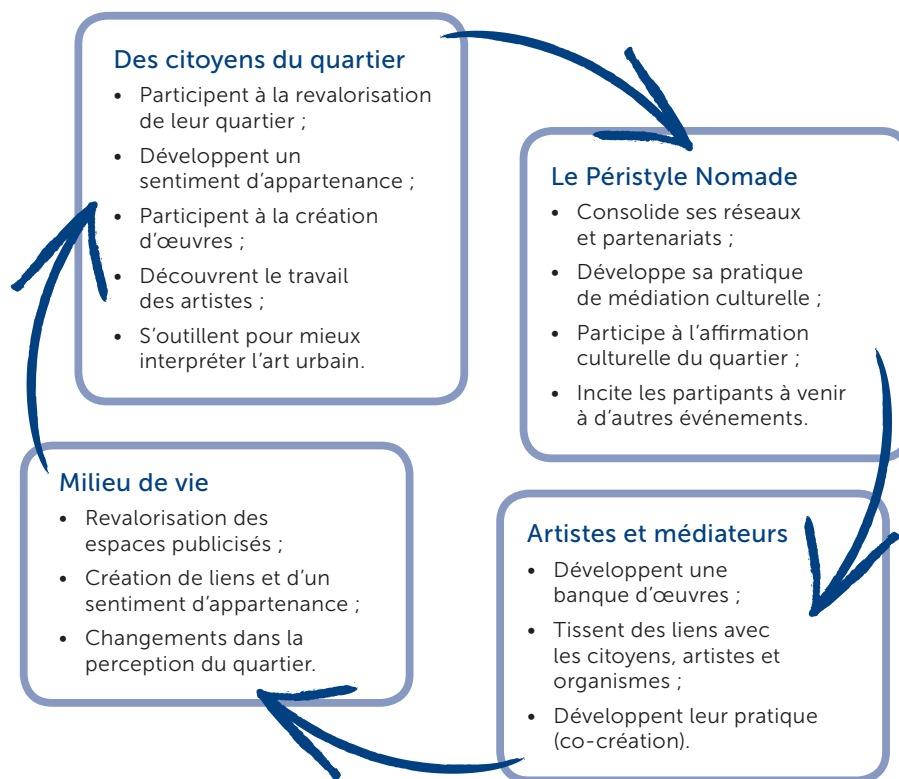 Des citoyens du quartier
• Participent à la revalorisation
de leur quartier ;
• Développent un
sentiment d'appartenance ;
• Participent à la création
d'œuvres ;
• Découvrent le travail
des artistes ;
• S'outillent pour mieux
interpréter l'art urbain.
Le Péristyle Nomade
• Consolide ses réseaux
et partenariats ;
• Développe sa pratique
de médiation culturelle ;
• Participe à l'affirmation
culturelle du quartier ;
• Incite les partipants à venir
à d'autres événements.
Artistes et médiateurs
• Développent une
banque d'œuvres ;
• Tissent des liens avec
les citoyens, artistes et
organismes ;
• Développent leur pratique
(co-création).
Milieu de vie
• Revalorisation des
espaces publicisés ;
• Création de liens et d'un
sentiment d'appartenance ;
• Changements dans la
perception du quartier.